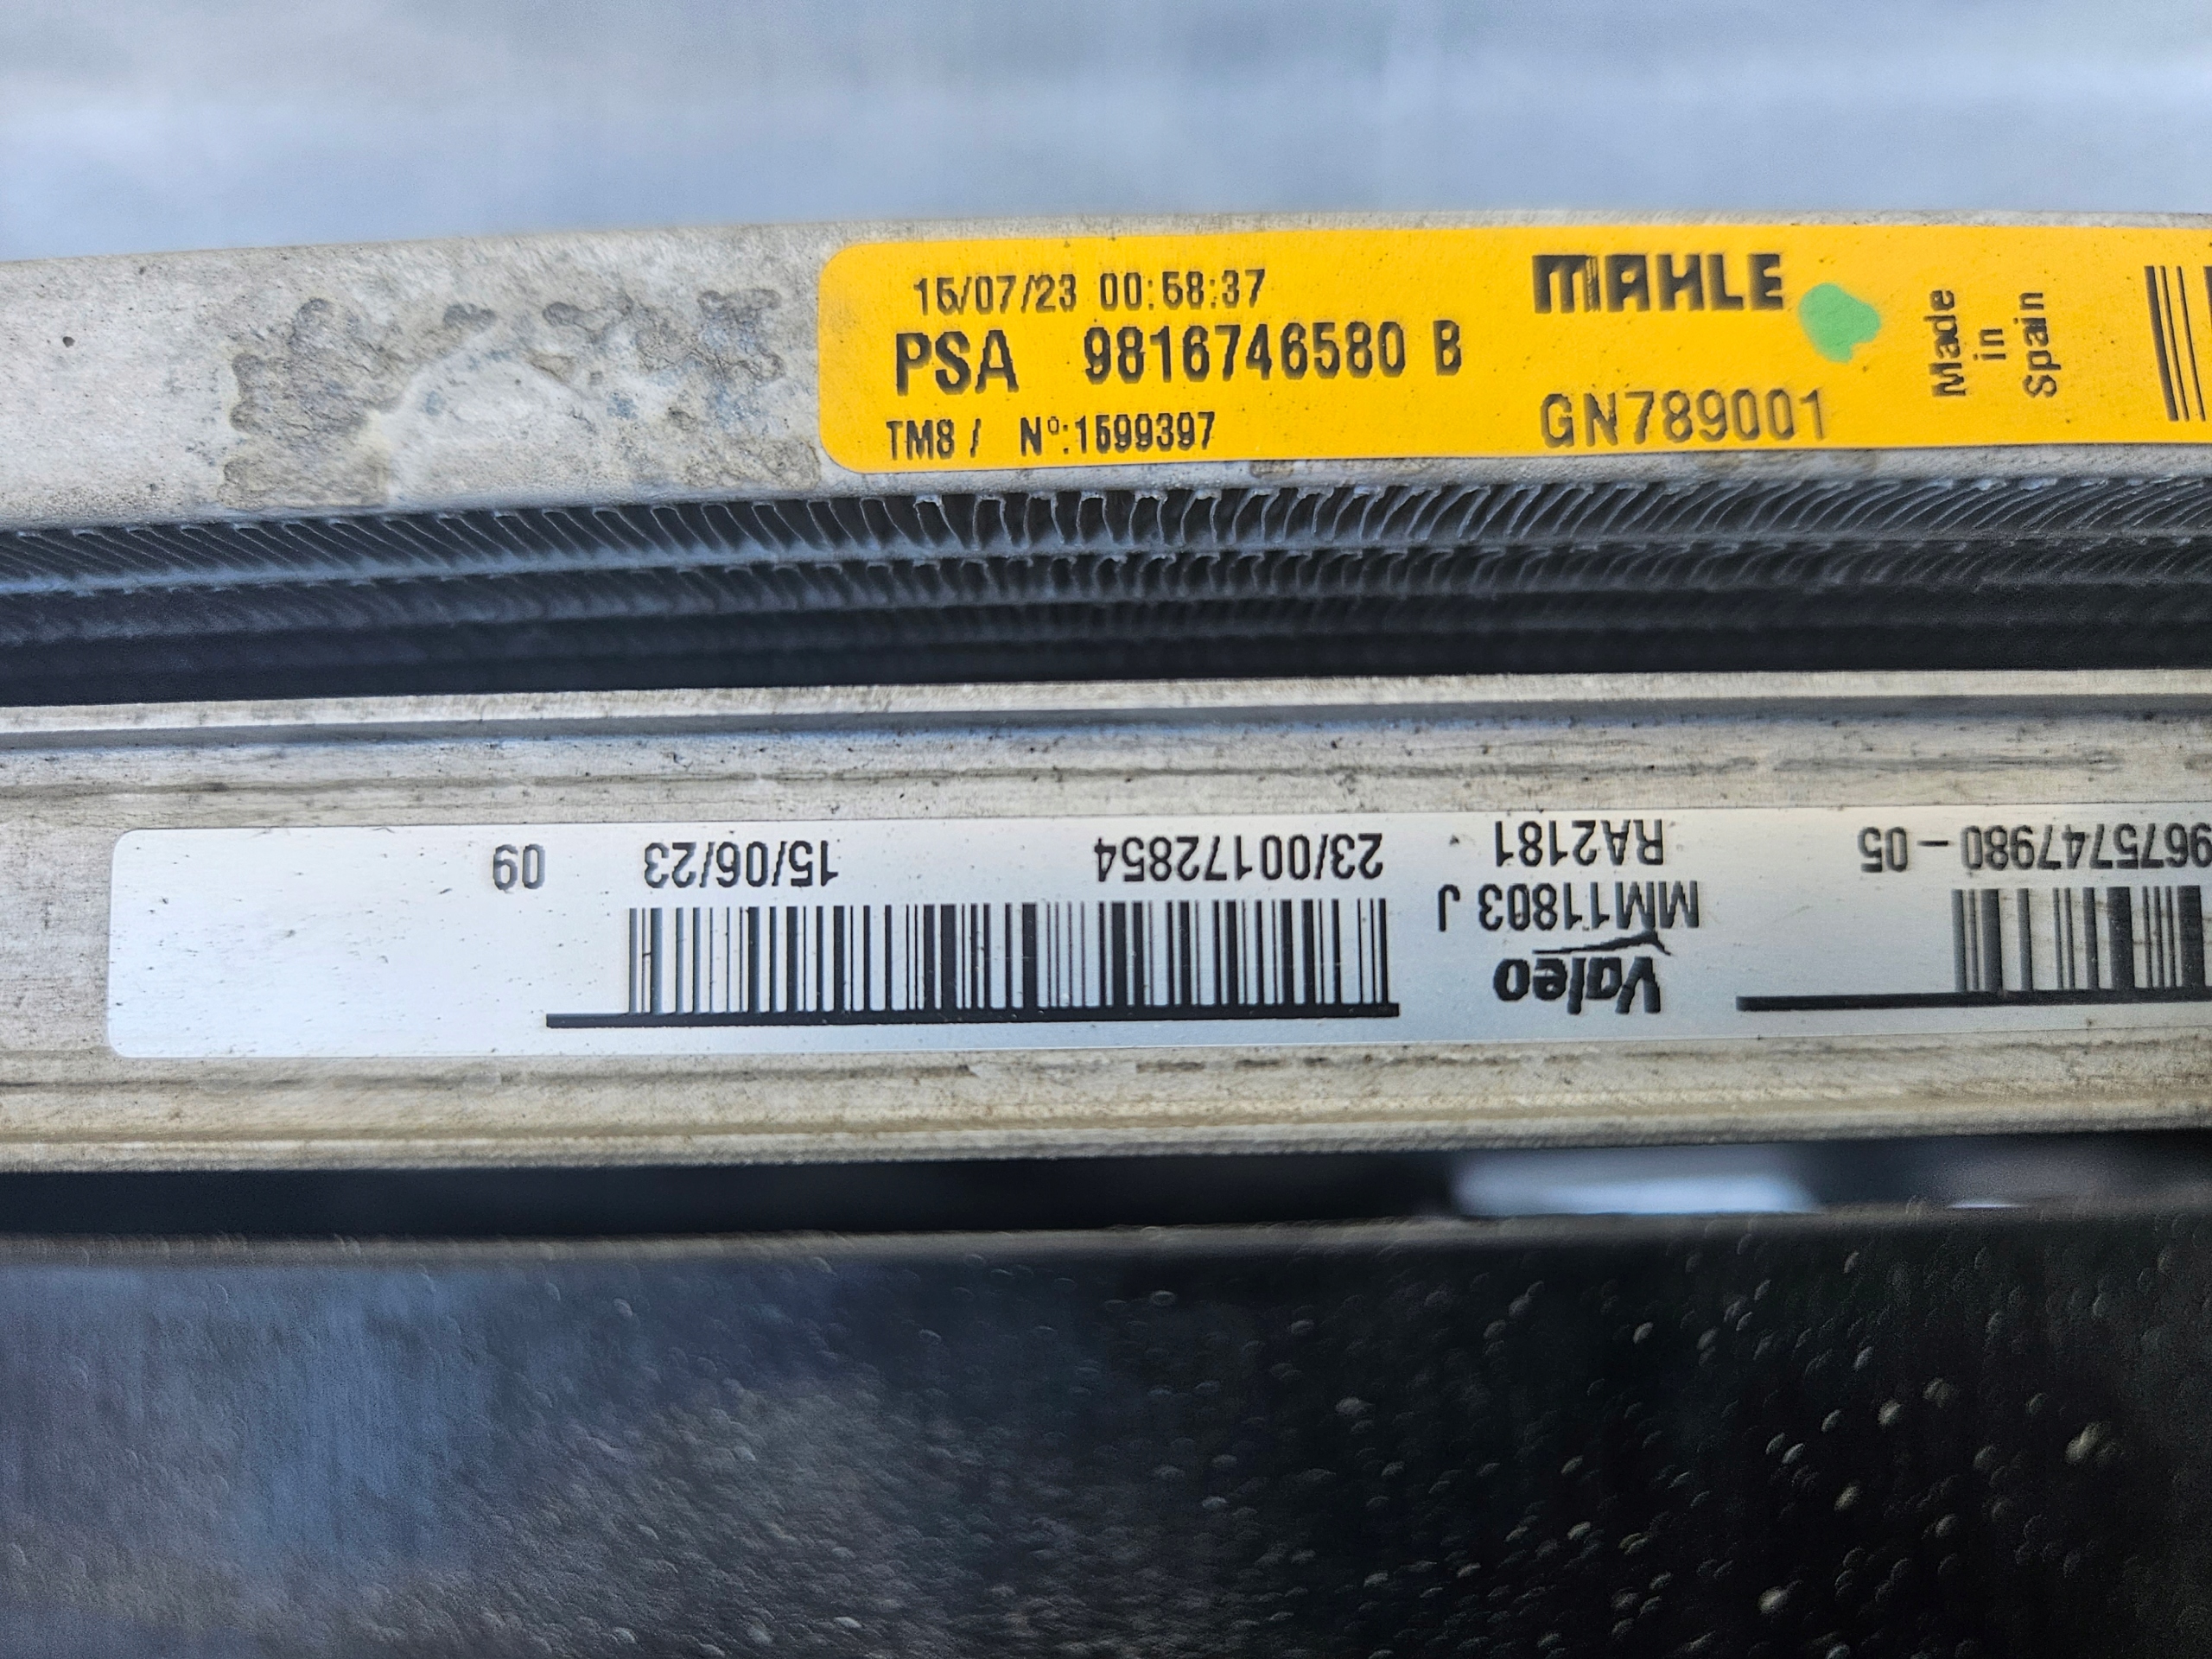 15/07/23 00:58:37
PSA 9816746580 B
TM8 / Nº:1599397
MAHLE
GN789001
Made
in
Spain
Valeo
MM11803 J
RA2181
9675747980-05
23/00172854
15/06/23
09